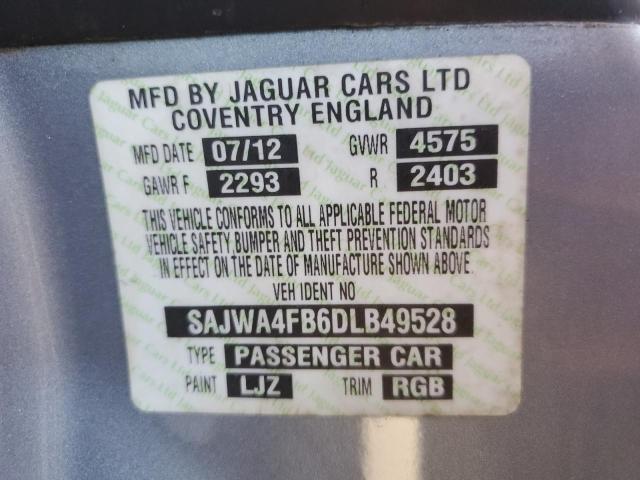 MFD BY JAGUAR CARS LTD
COVENTRY ENGLAND
MFD DATE 07/12 GVWR 4575
GAWR F 2293 R 2403
THIS VEHICLE CONFORMS TO ALL APPLICABLE FEDERAL MOTOR
VEHICLE SAFETY, BUMPER AND THEFT PREVENTION STANDARDS
IN EFFECT ON THE DATE OF MANUFACTURE SHOWN ABOVE.
VEH IDENT NO
SAJWA4FB6DLB49528
TYPE PASSENGER CAR
PAINT LJZ TRIM RGB